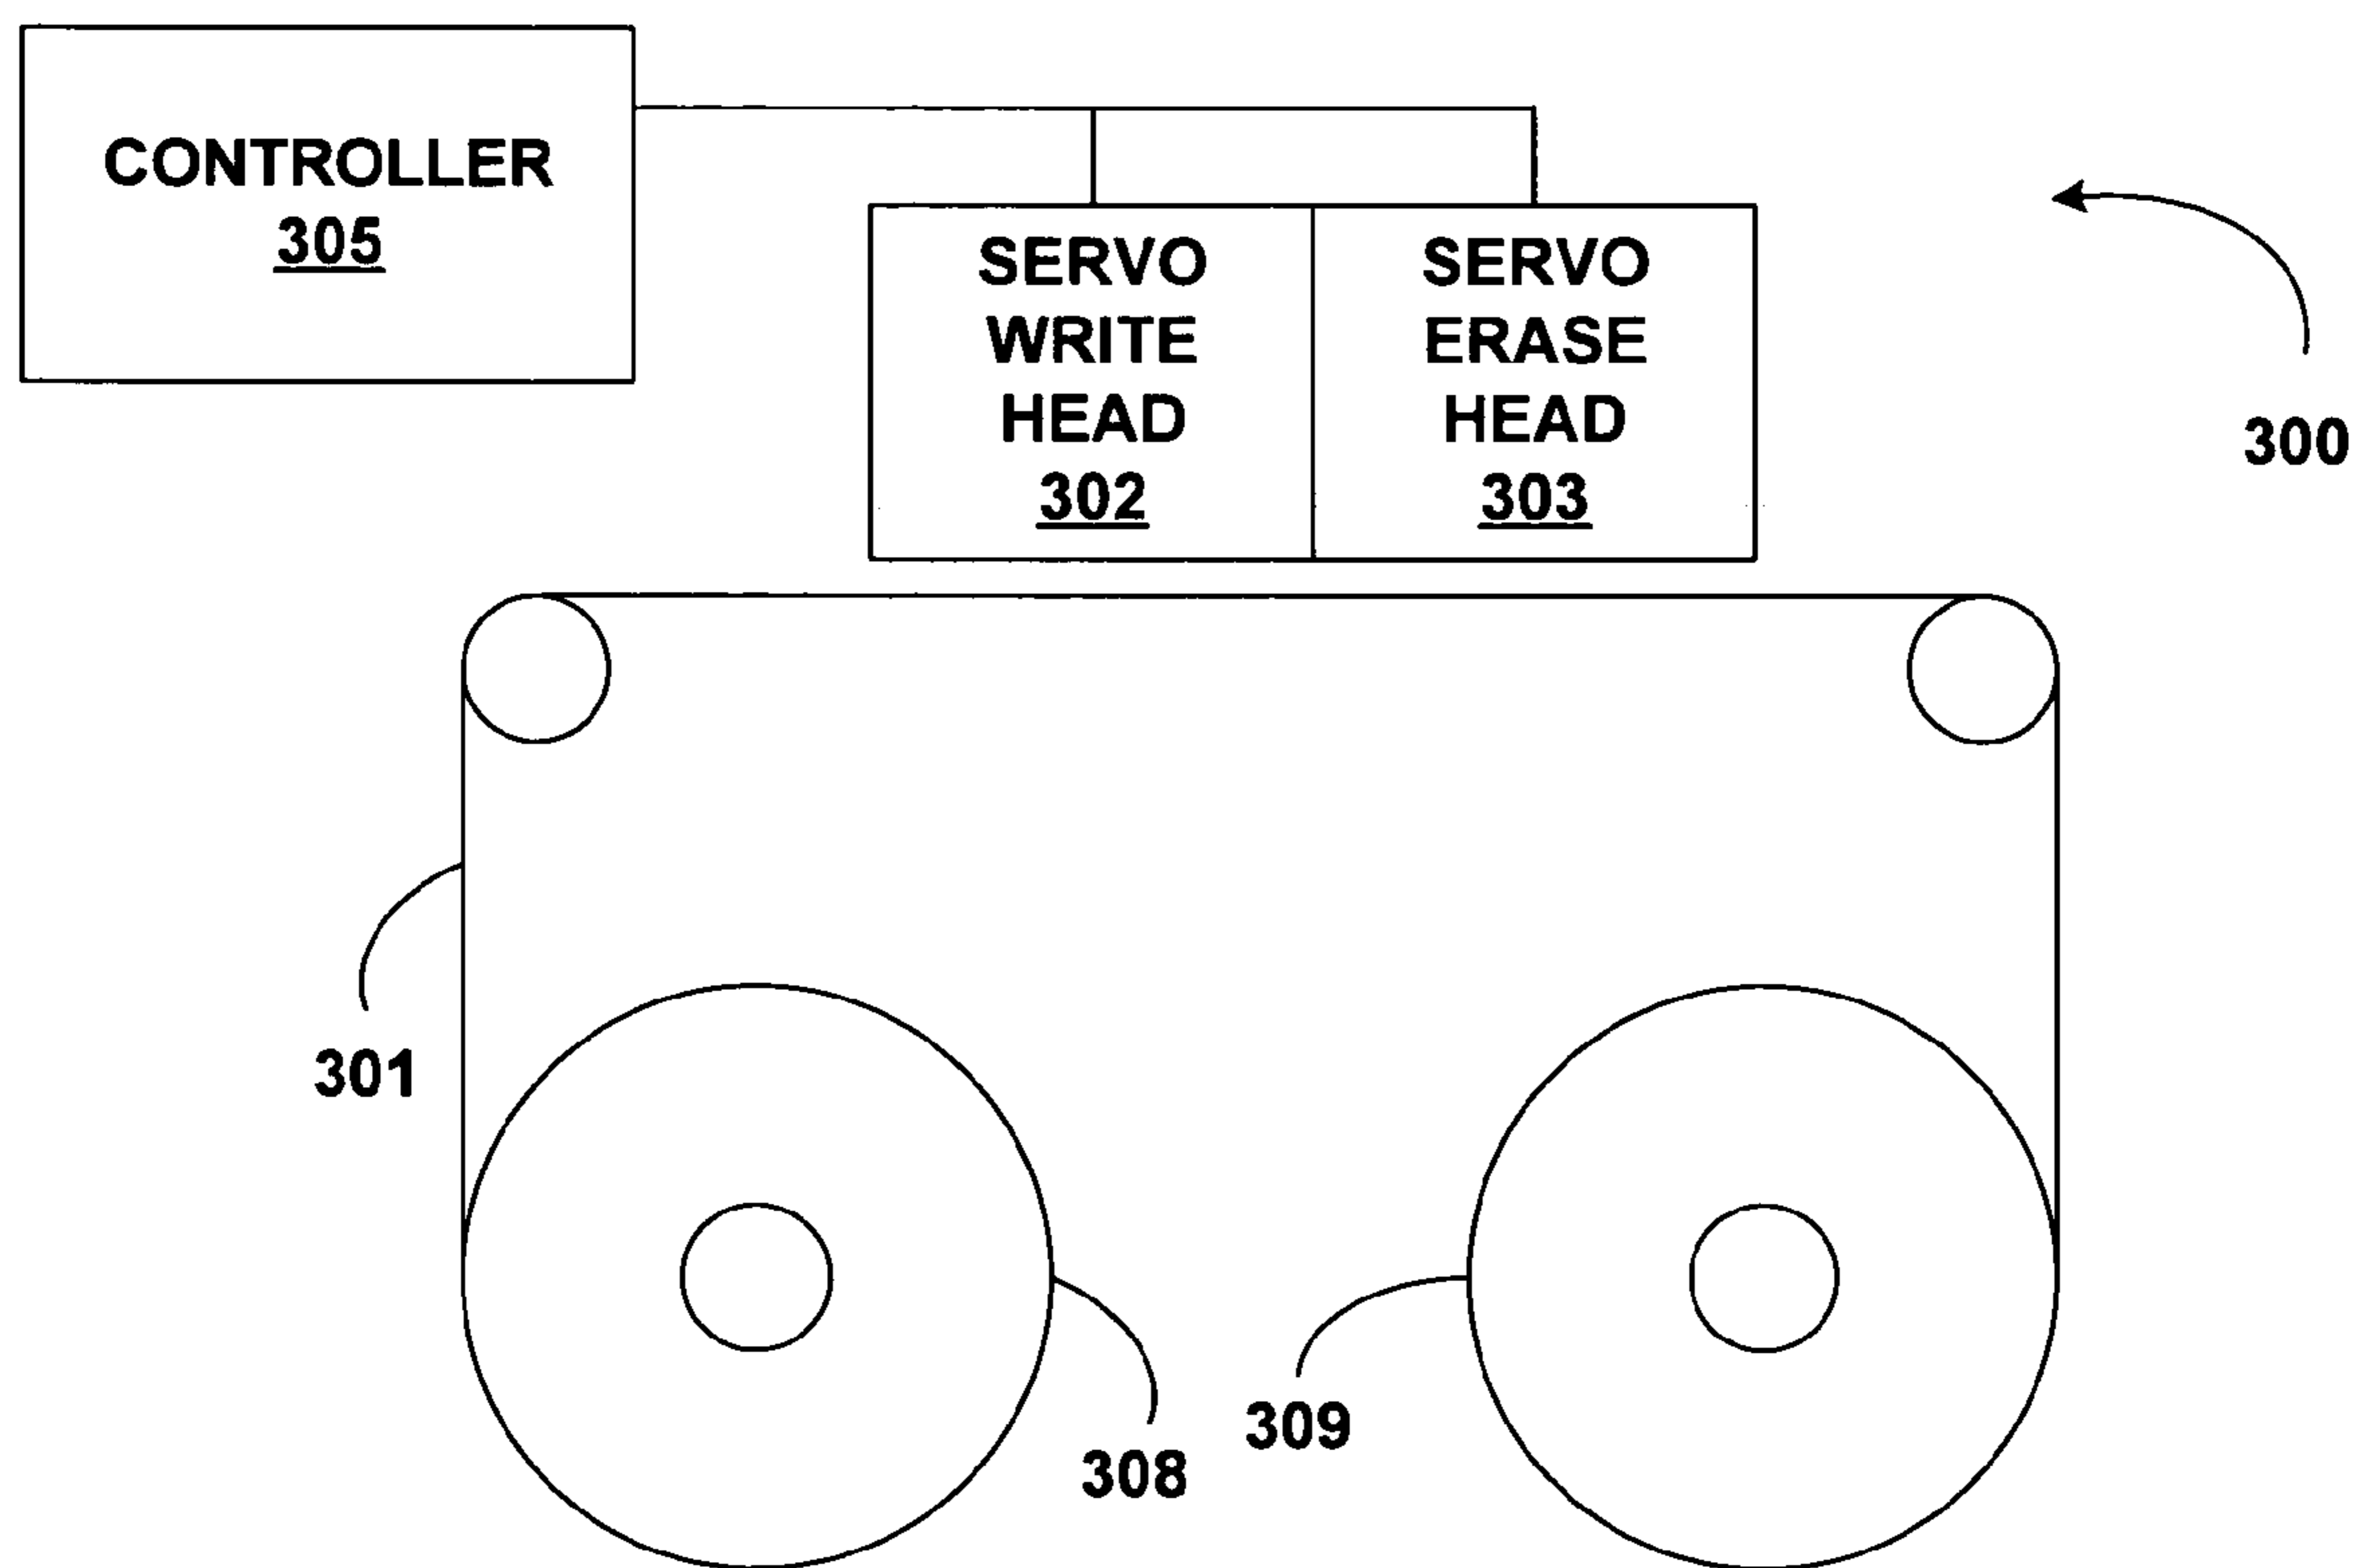 CONTROLLER
305
SERVO
WRITE
HEAD
302
SERVO
ERASE
HEAD
303
300
301
308
309